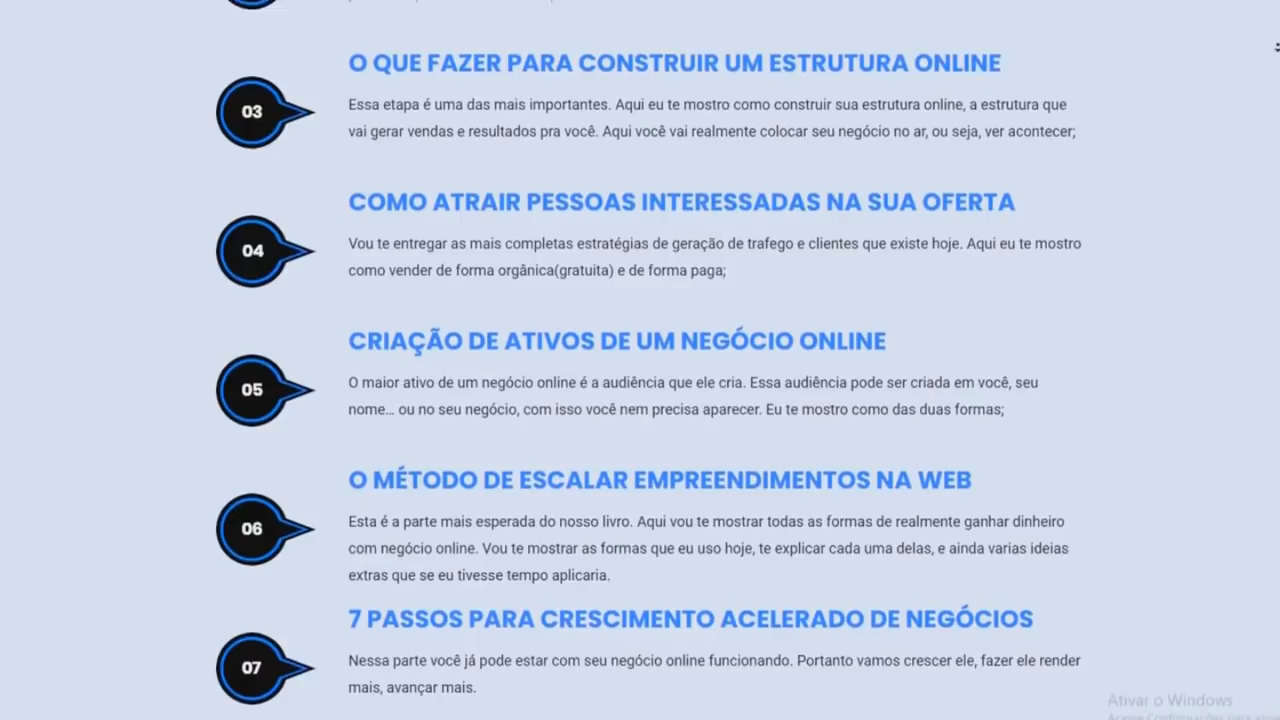 03
O QUE FAZER PARA CONSTRUIR UM ESTRUTURA ONLINE
Essa etapa é uma das mais importantes. Aqui eu te mostro como construir sua estrutura online, a estrutura que
vai gerar vendas e resultados pra você. Aqui você vai realmente colocar seu negócio no ar, ou seja, ver acontecer;
04
COMO ATRAIR PESSOAS INTERESSADAS NA SUA OFERTA
Vou te entregar as mais completas estratégias de geração de trafego e clientes que existe hoje. Aqui eu te mostro
como vender de forma orgânica(gratuita) e de forma paga;
05
CRIAÇÃO DE ATIVOS DE UM NEGÓCIO ONLINE
O maior ativo de um negócio online é a audiência que ele cria. Essa audiência pode ser criada em você, seu
nome... ou no seu negócio, com isso você nem precisa aparecer. Eu te mostro como das duas formas;
06
O MÉTODO DE ESCALAR EMPREENDIMENTOS NA WEB
Esta é a parte mais esperada do nosso livro. Aqui vou te mostrar todas as formas de realmente ganhar dinheiro
com negócio online. Vou te mostrar as formas que eu uso hoje, te explicar cada uma delas, e ainda varias ideias
extras que se eu tivesse tempo aplicaria.
07
7 PASSOS PARA CRESCIMENTO ACELERADO DE NEGÓCIOS
Nessa parte você já pode estar com seu negócio online funcionando. Portanto vamos crescer ele, fazer ele render
mais, avançar mais.
Ativar o Windows